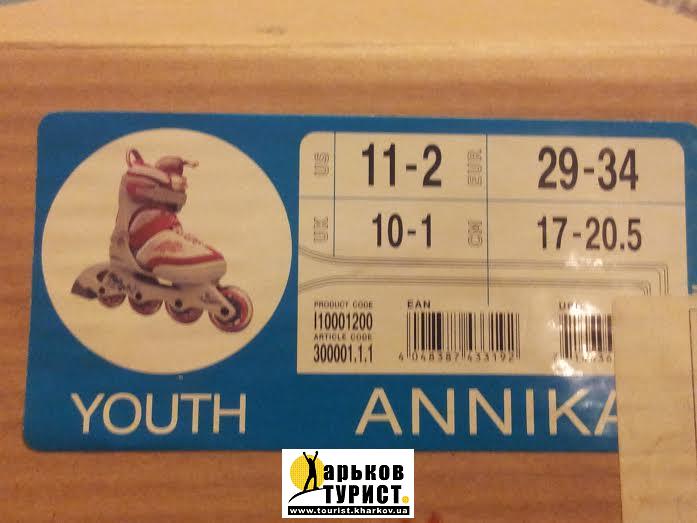 US 11-2 EUR 29-34
UK 10-1 CM 17-20.5
PRODUCT CODE
I10001200
ARTICLE CODE
300001.1.1
EAN
4 048387 433192
YOUTH ANNIKA
Харьков
ТУРИСТ.
www.tourist.kharkov.ua